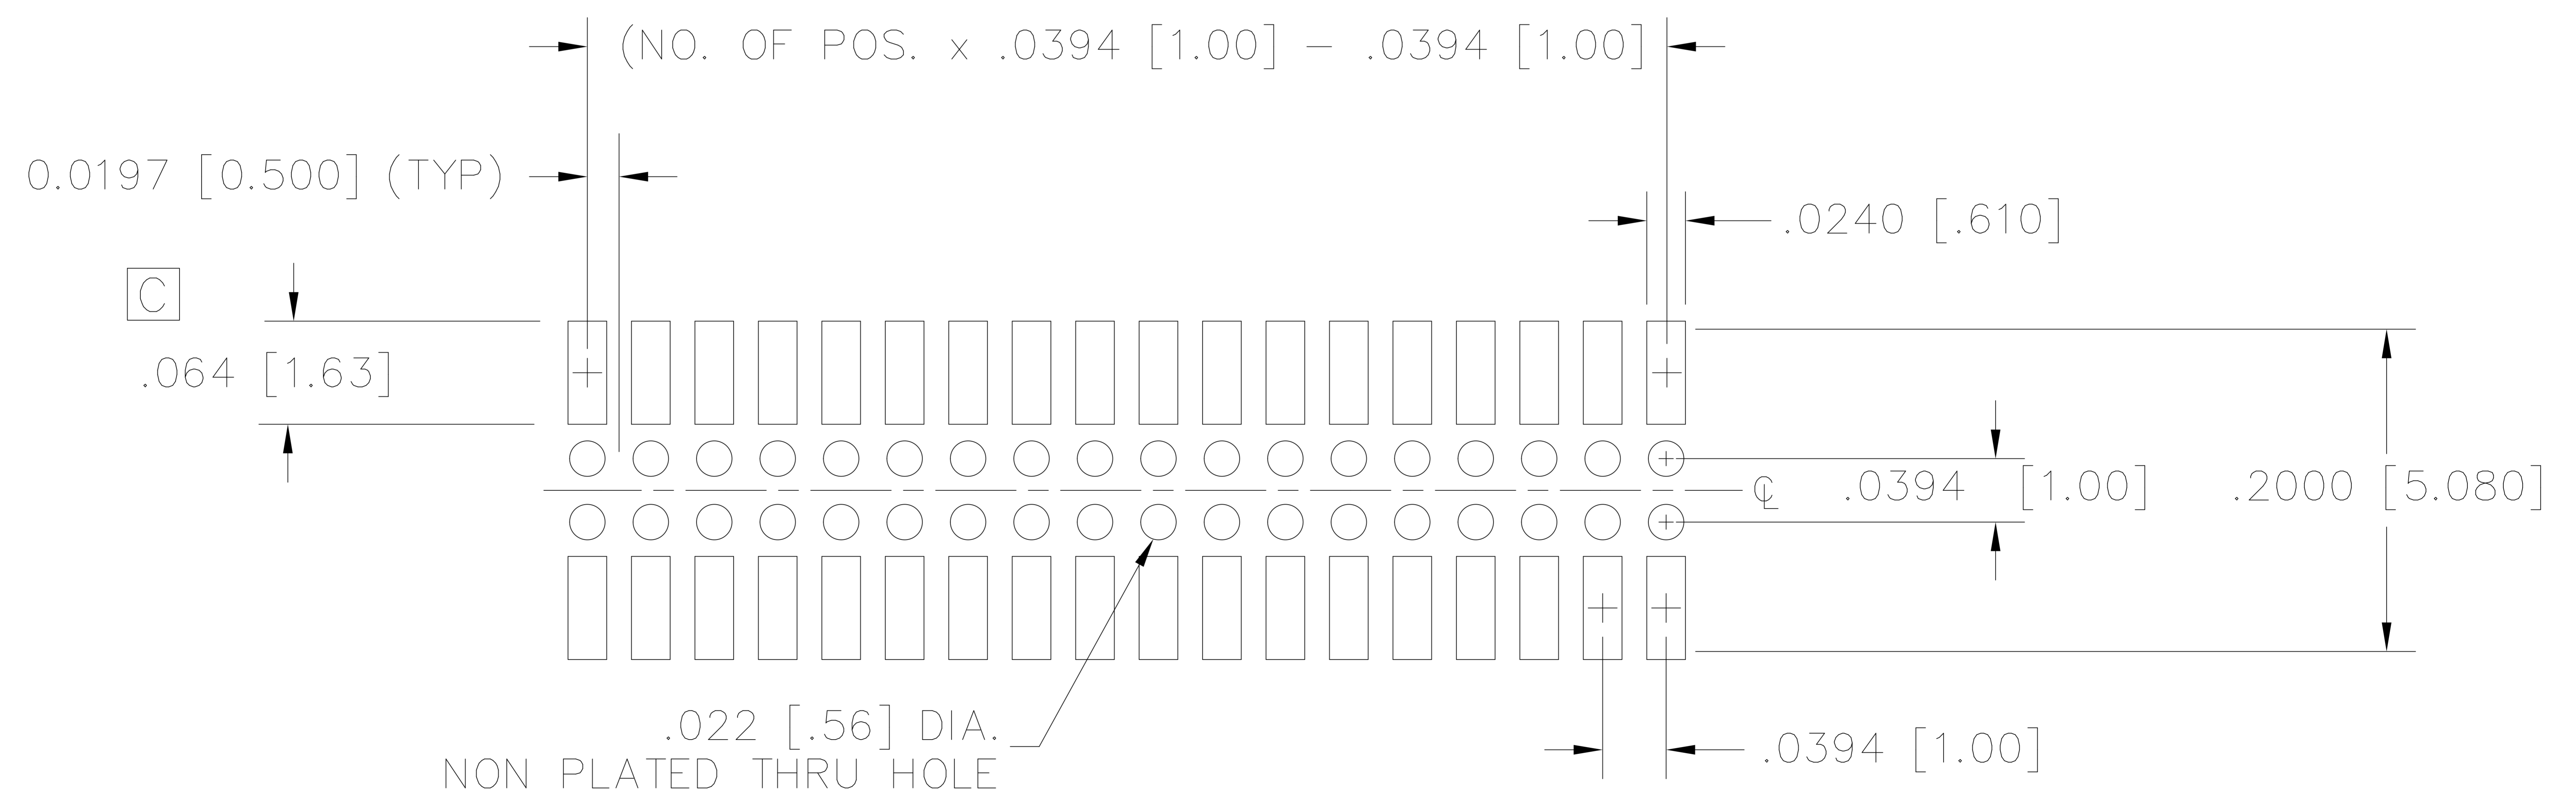 (NO. OF POS. x .0394 [1.00] - .0394 [1.00]
0.0197 [0.500] (TYP)
.0240 [.610]
C
.064 [1.63]
℄ .0394 [1.00]
.2000 [5.080]
.022 [.56] DIA.
NON PLATED THRU HOLE
.0394 [1.00]